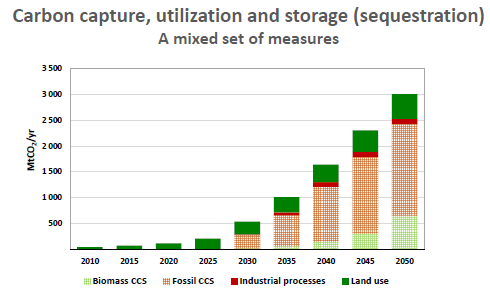 Carbon capture, utilization and storage (sequestration)
A mixed set of measures
MtCO₂/yr
3 500
3 000
2 500
2 000
1 500
1 000
500
2010 2015 2020 2025 2030 2035 2040 2045 2050
Biomass CCS Fossil CCS Industrial processes Land use